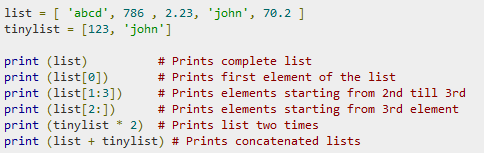 list = [ 'abcd', 786 , 2.23, 'john', 70.2 ]
tinylist = [123, 'john']

print (list)          # Prints complete list
print (list[0])       # Prints first element of the list
print (list[1:3])     # Prints elements starting from 2nd till 3rd
print (list[2:])      # Prints elements starting from 3rd element
print (tinylist * 2)  # Prints list two times
print (list + tinylist) # Prints concatenated lists